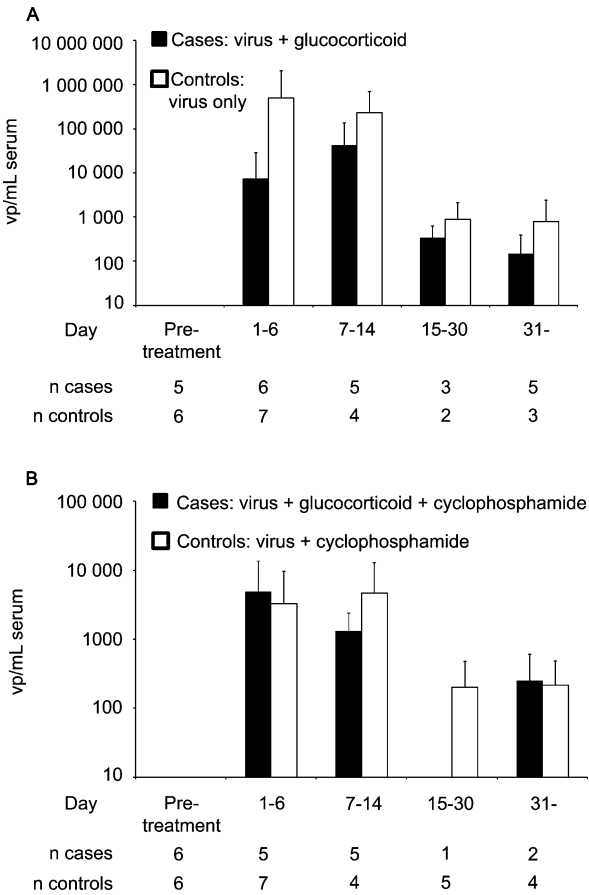 A
10 000 000
1 000 000
100 000
10 000
1 000
100
10
vp/mL serum
Cases: virus + glucocorticoid
Controls:
virus only
Day Pre- 1-6 7-14 15-30 31-
treatment
n cases 5 6 5 3 5
n controls 6 7 4 2 3
B
100 000
10 000
1000
100
10
vp/mL serum
Cases: virus + glucocorticoid + cyclophosphamide
Controls: virus + cyclophosphamide
Day Pre- 1-6 7-14 15-30 31-
treatment
n cases 6 5 5 1 2
n controls 6 7 4 5 4